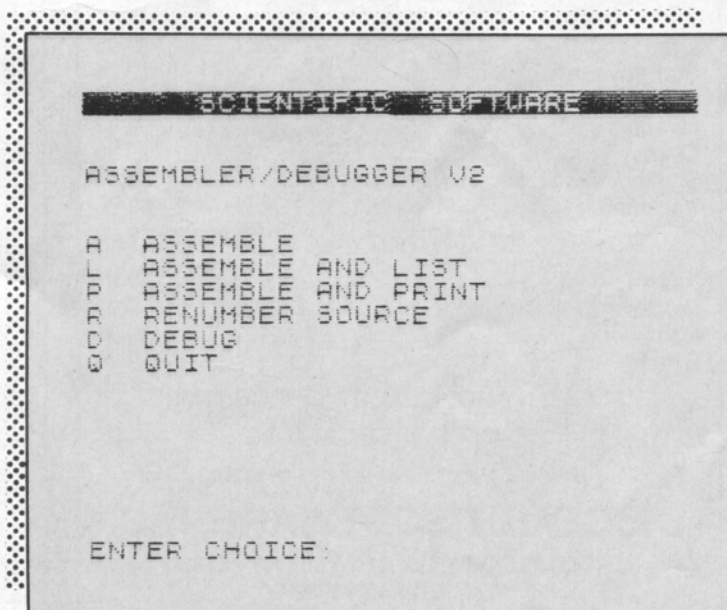 SCIENTIFIC SOFTWARE
ASSEMBLER/DEBUGGER V2
A ASSEMBLE
L ASSEMBLE AND LIST
P ASSEMBLE AND PRINT
R RENUMBER SOURCE
D DEBUG
Q QUIT
ENTER CHOICE: